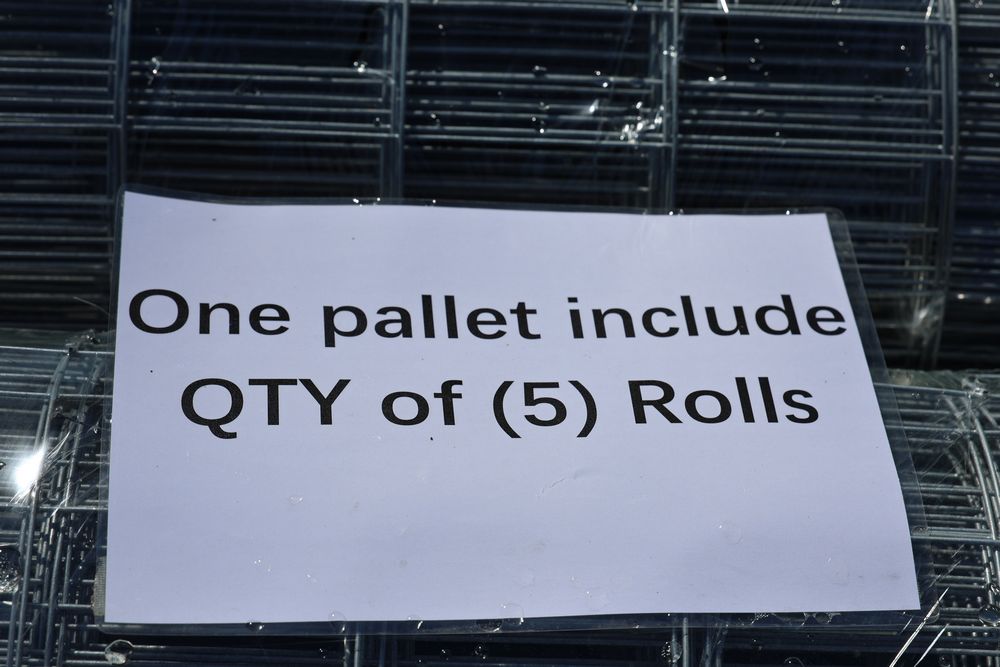 One pallet include
QTY of (5) Rolls